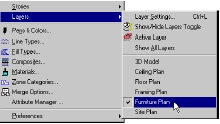 Stories
Layers
Pens & Colors...
Line Types...
Fill Types...
Composites...
Materials...
Zone Categories...
Merge Options...
Attribute Manager ...
Preferences
Layer Settings... Ctrl+L
Show/Hide Layers Toggle
Active Layer
Show All Layers
3D Model
Ceiling Plan
Floor Plan
Framing Plan
Furniture Plan
Site Plan